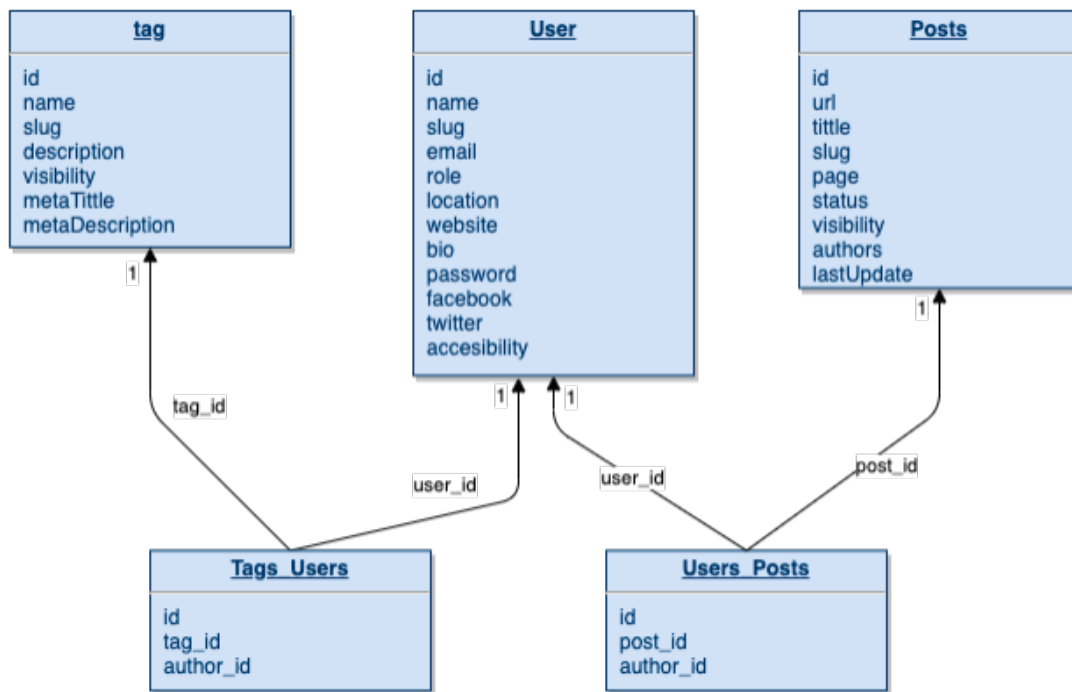 tag
id
name
slug
description
visibility
metaTittle
metaDescription
User
id
name
slug
email
role
location
website
bio
password
facebook
twitter
accesibility
Posts
id
url
tittle
slug
page
status
visibility
authors
lastUpdate
1
1
1
1
tag_id
user_id
user_id
post_id
Tags_Users
id
tag_id
author_id
Users_Posts
id
post_id
author_id